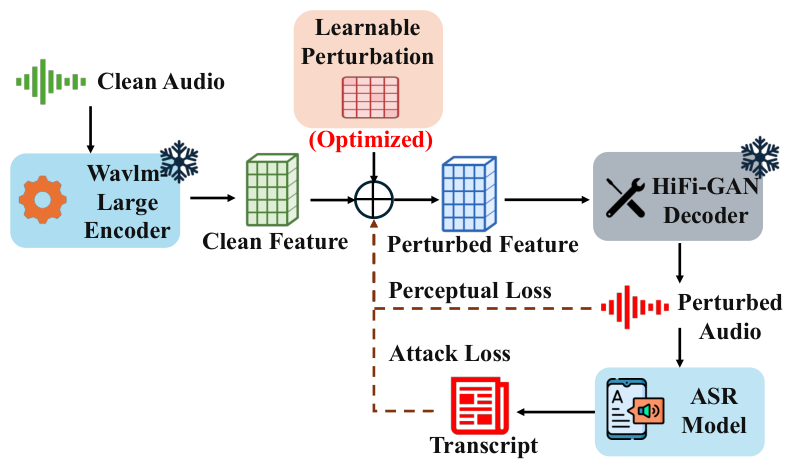 Learnable
Perturbation
(Optimized)
Clean Audio
Wavlm-
Large
Encoder
Clean Feature
Perturbed Feature
HiFi-GAN
Decoder
Perceptual Loss
Perturbed
Audio
Attack Loss
A
ASR
Model
Transcript